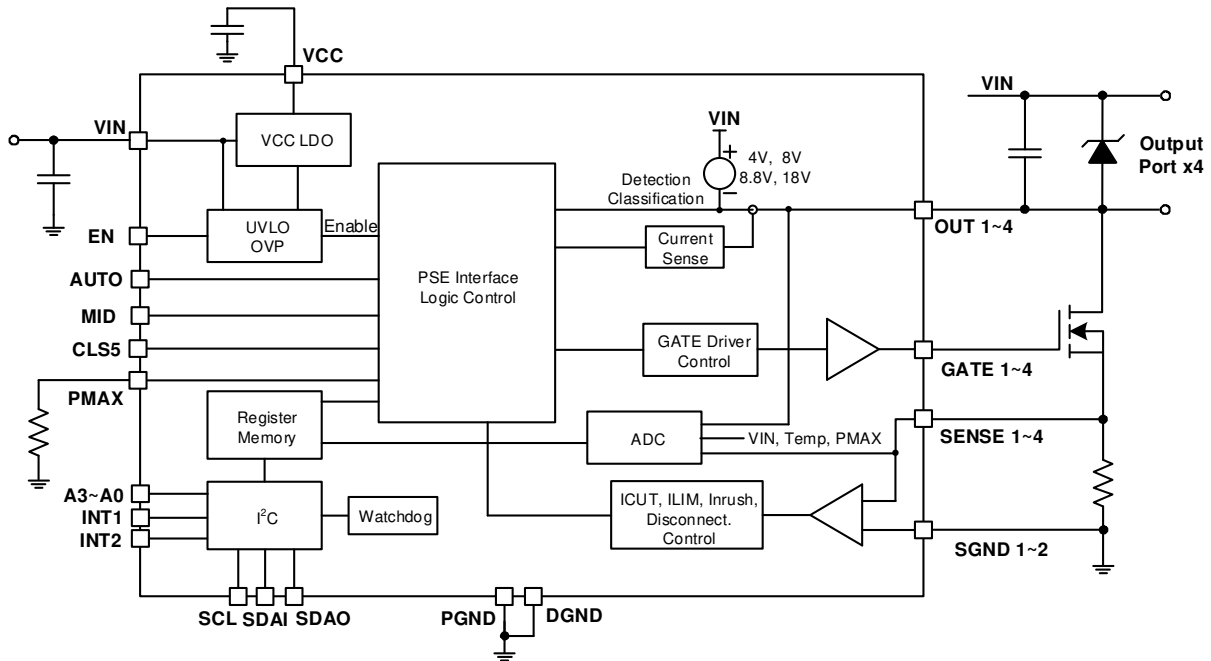 VCC
VIN
VCC LDO
EN
UVLO
OVP
Enable
AUTO
MID
CLS5
PMAX
PSE Interface
Logic Control
Detection
Classification
VIN
+
4V, 8V
8.8V, 18V
−
Current
Sense
VIN
Output
Port x4
OUT 1~4
GATE Driver
Control
GATE 1~4
Register
Memory
ADC
VIN, Temp, PMAX
SENSE 1~4
A3~A0
INT1
INT2
I²C
Watchdog
ICUT, ILIM, Inrush,
Disconnect.
Control
SGND 1~2
SCL SDAI SDAO
PGND DGND